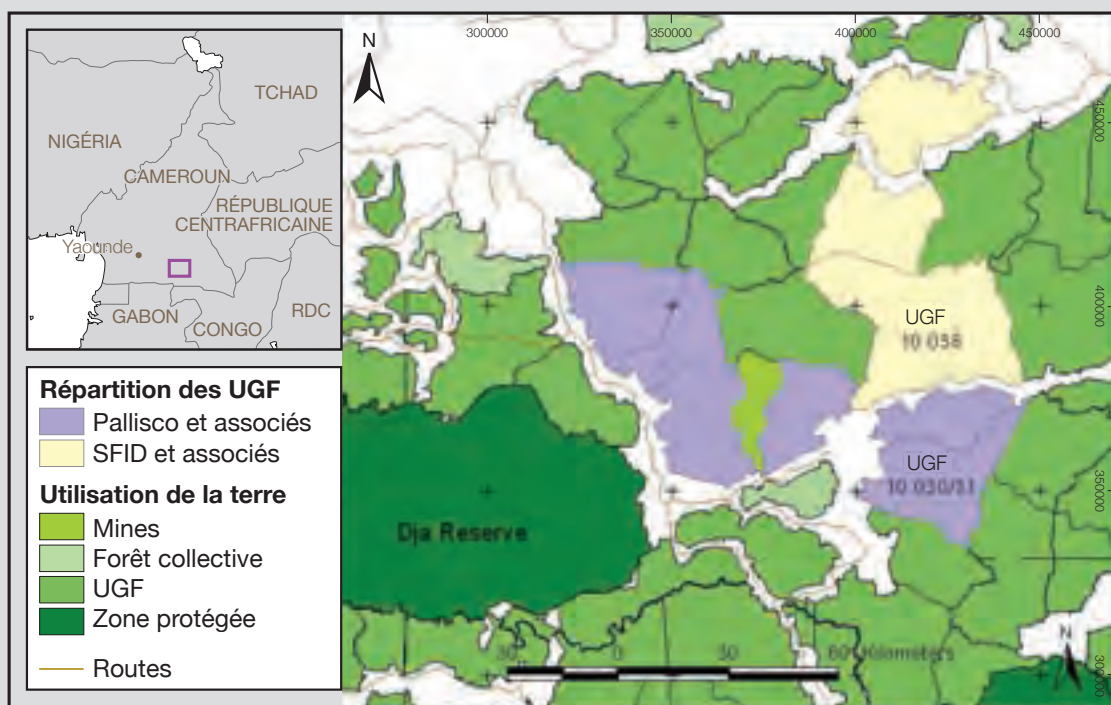 N
TCHAD
NIGÉRIA
CAMEROUN
RÉPUBLIQUE
CENTRAFRICAINE
Yaounde
GABON
CONGO
RDC
Répartition des UGF
Pallisco et associés
SFID et associés
Utilisation de la terre
Mines
Forêt collective
UGF
Zone protégée
Routes
300000
350000
400000
450000
450000
400000
350000
300000
UGF
10 038
UGF
10 030/31
Dja Reserve
30
0
30
60 Kilometers
N